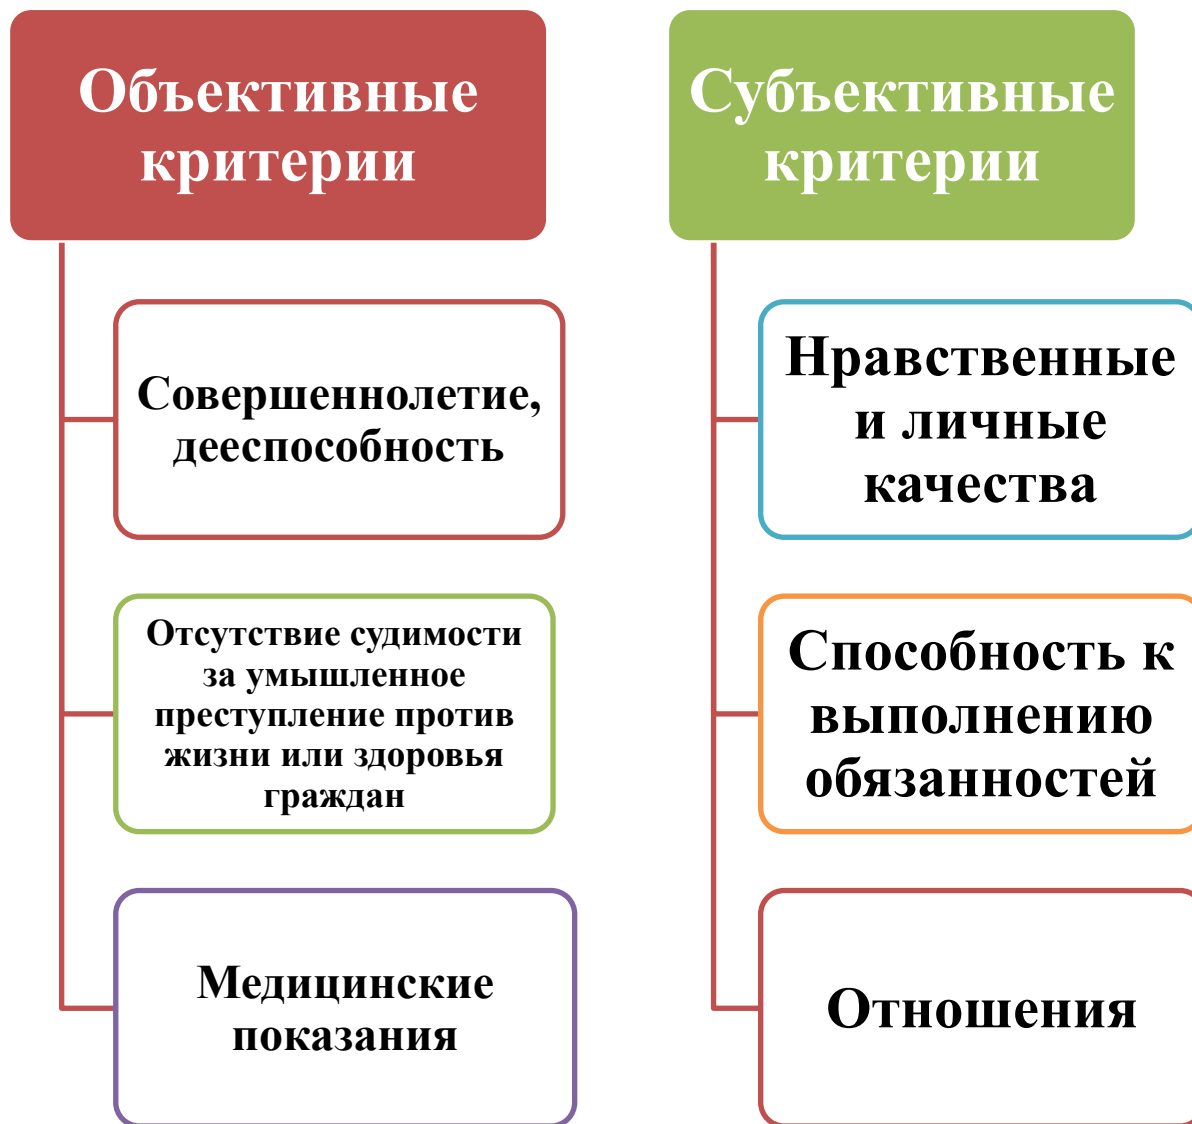 Объективные
критерии
Совершеннолетие,
дееспособность
Отсутствие судимости
за умышленное
преступление против
жизни или здоровья
граждан
Медицинские
показания
Субъективные
критерии
Нравственные
и личные
качества
Способность к
выполнению
обязанностей
Отношения